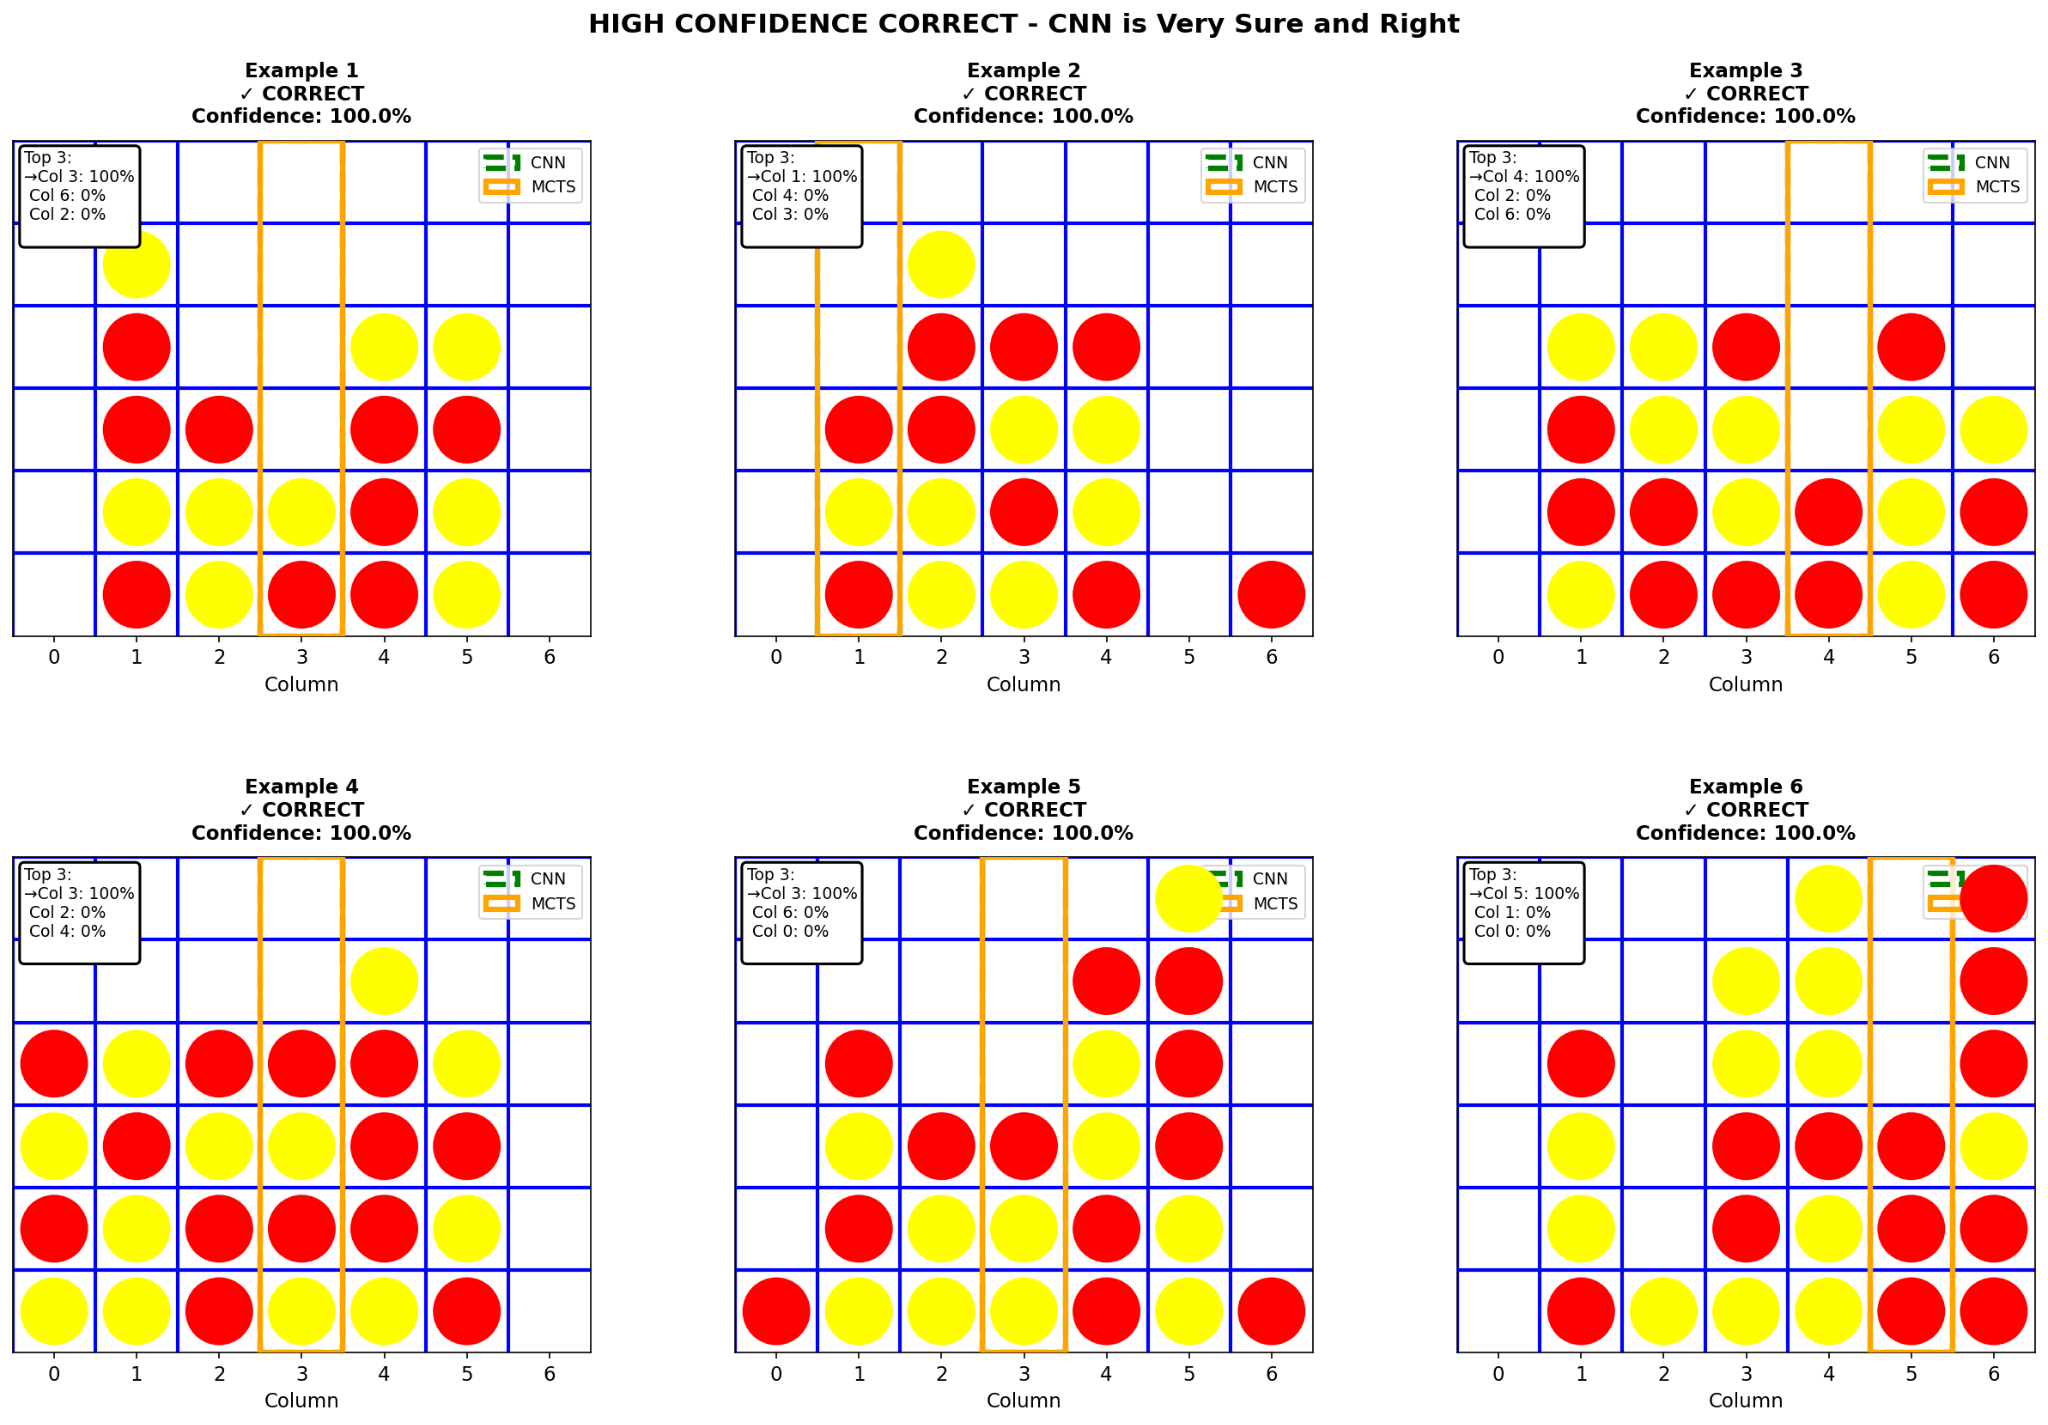 HIGH CONFIDENCE CORRECT - CNN is Very Sure and Right
Example 1
✓ CORRECT
Confidence: 100.0%
Top 3:
→Col 3: 100%
Col 6: 0%
Col 2: 0%
CNN
MCTS
0 1 2 3 4 5 6
Column
Example 2
✓ CORRECT
Confidence: 100.0%
Top 3:
→Col 1: 100%
Col 4: 0%
Col 3: 0%
CNN
MCTS
0 1 2 3 4 5 6
Column
Example 3
✓ CORRECT
Confidence: 100.0%
Top 3:
→Col 4: 100%
Col 2: 0%
Col 6: 0%
CNN
MCTS
0 1 2 3 4 5 6
Column
Example 4
✓ CORRECT
Confidence: 100.0%
Top 3:
→Col 3: 100%
Col 2: 0%
Col 4: 0%
CNN
MCTS
0 1 2 3 4 5 6
Column
Example 5
✓ CORRECT
Confidence: 100.0%
Top 3:
→Col 3: 100%
Col 6: 0%
Col 0: 0%
CNN
MCTS
0 1 2 3 4 5 6
Column
Example 6
✓ CORRECT
Confidence: 100.0%
Top 3:
→Col 5: 100%
Col 1: 0%
Col 0: 0%
0 1 2 3 4 5 6
Column